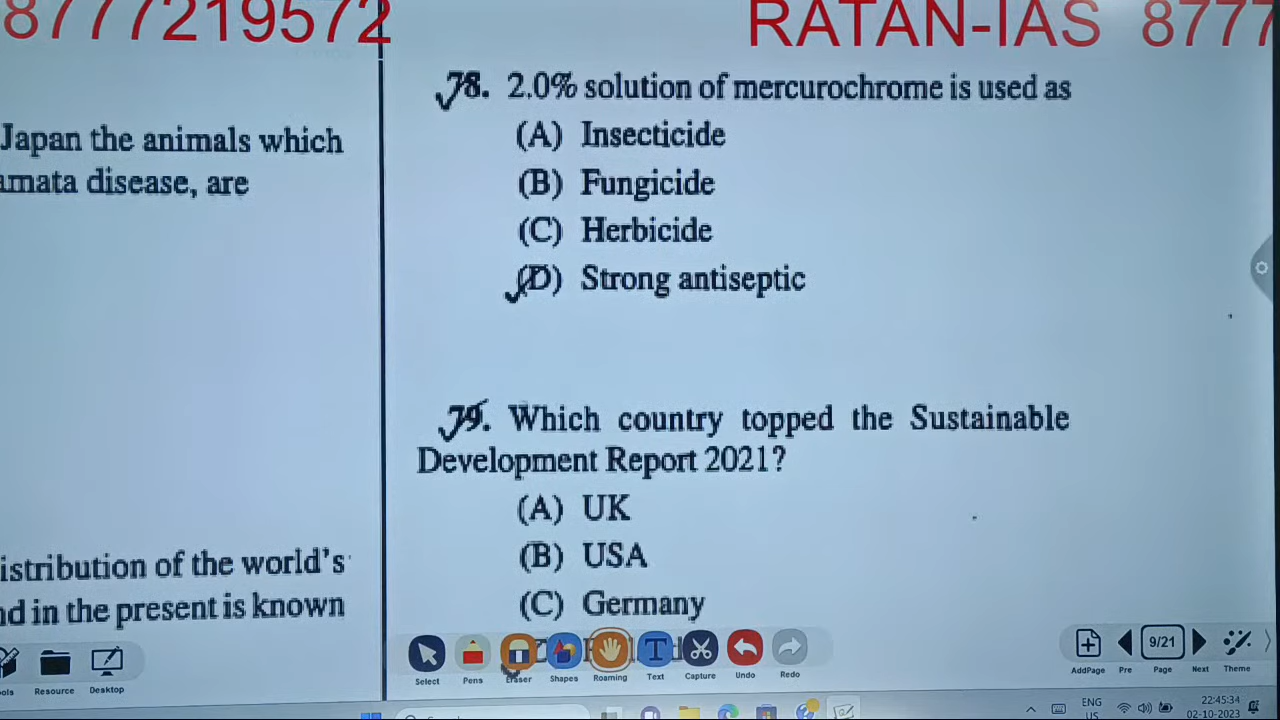 8777219572
RATAN-IAS 8777
Japan the animals which
amata disease, are
istribution of the world's
nd in the present is known
78. 2.0% solution of mercurochrome is used as
(A) Insecticide
(B) Fungicide
(C) Herbicide
(D) Strong antiseptic
79. Which country topped the Sustainable
Development Report 2021?
(A) UK
(B) USA
(C) Germany
ols
Resource
Desktop
Select
Pens
Eraser
Shapes
Roaming
Text
Capture
Undo
Redo
AddPage
Pre
9/21
Page
Next
Theme
ENG
US
22:45:34
02-10-2023